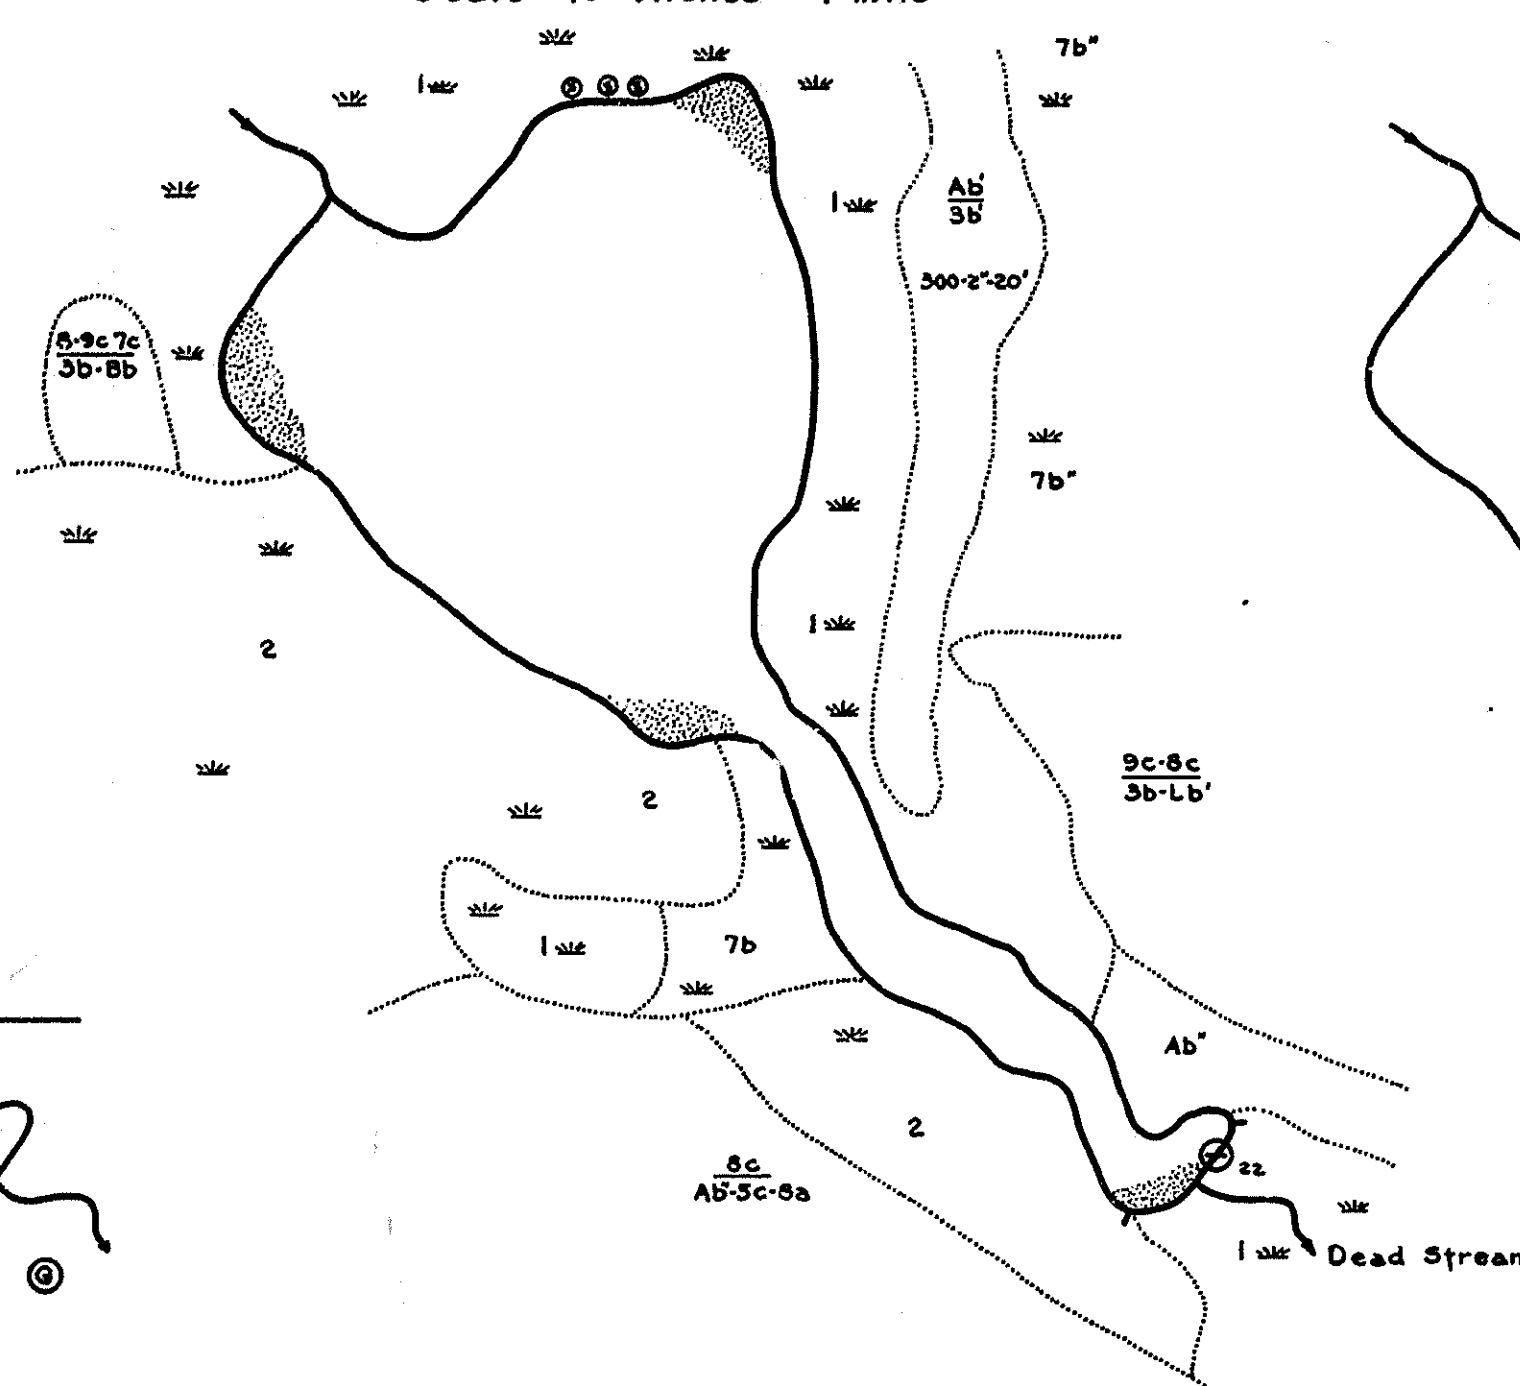 7b"
1
Ab'
3b'
1
300-2"-20'
8-9c 7c
3b-8b
7b"
1
2
9c-8c
3b-Lb'
2
1
7b
Ab"
2
8c
Ab"-5c-8a
22
1
Dead Stream